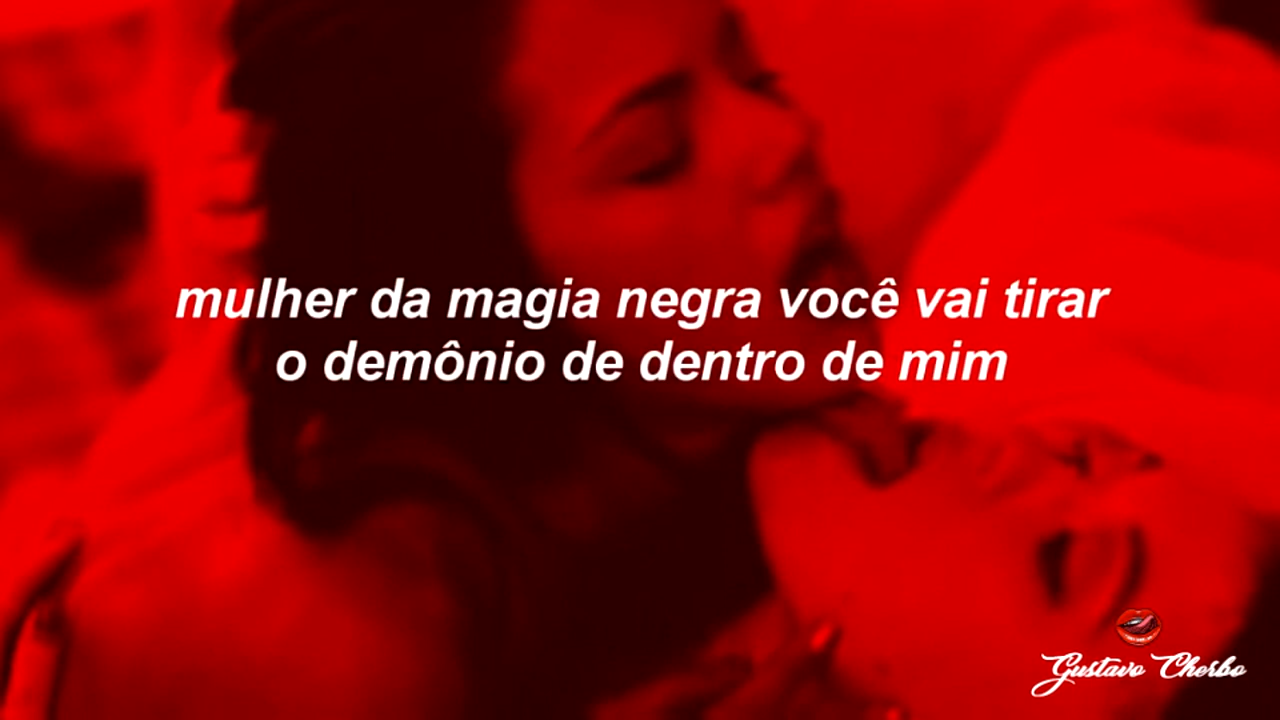 mulher da magia negra você vai tirar
o demônio de dentro de mim
Gustavo Cherbo